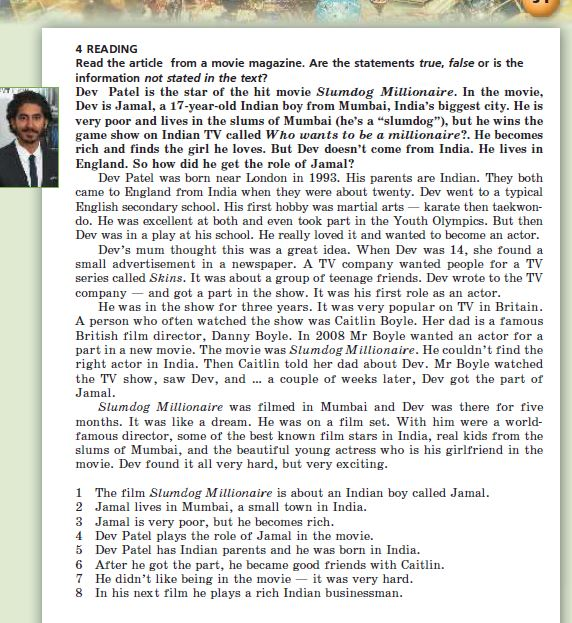 4 READING
Read the article from a movie magazine. Are the statements true, false or is the
information not stated in the text?
Dev Patel is the star of the hit movie Slumdog Millionaire. In the movie,
Dev is Jamal, a 17-year-old Indian boy from Mumbai, India's biggest city. He is
very poor and lives in the slums of Mumbai (he's a "slumdog"), but he wins the
game show on Indian TV called Who wants to be a millionaire?. He becomes
rich and finds the girl he loves. But Dev doesn't come from India. He lives in
England. So how did he get the role of Jamal?
Dev Patel was born near London in 1993. His parents are Indian. They both
came to England from India when they were about twenty. Dev went to a typical
English secondary school. His first hobby was martial arts — karate then taekwon-
do. He was excellent at both and even took part in the Youth Olympics. But then
Dev was in a play at his school. He really loved it and wanted to become an actor.
Dev's mum thought this was a great idea. When Dev was 14, she found a
small advertisement in a newspaper. A TV company wanted people for a TV
series called Skins. It was about a group of teenage friends. Dev wrote to the TV
company — and got a part in the show. It was his first role as an actor.
He was in the show for three years. It was very popular on TV in Britain.
A person who often watched the show was Caitlin Boyle. Her dad is a famous
British film director, Danny Boyle. In 2008 Mr Boyle wanted an actor for a
part in a new movie. The movie was Slumdog Millionaire. He couldn't find the
right actor in India. Then Caitlin told her dad about Dev. Mr Boyle watched
the TV show, saw Dev, and ... a couple of weeks later, Dev got the part of
Jamal.
Slumdog Millionaire was filmed in Mumbai and Dev was there for five
months. It was like a dream. He was on a film set. With him were a world-
famous director, some of the best known film stars in India, real kids from the
slums of Mumbai, and the beautiful young actress who is his girlfriend in the
movie. Dev found it all very hard, but very exciting.
1 The film Slumdog Millionaire is about an Indian boy called Jamal.
2 Jamal lives in Mumbai, a small town in India.
3 Jamal is very poor, but he becomes rich.
4 Dev Patel plays the role of Jamal in the movie.
5 Dev Patel has Indian parents and he was born in India.
6 After he got the part, he became good friends with Caitlin.
7 He didn't like being in the movie — it was very hard.
8 In his next film he plays a rich Indian businessman.